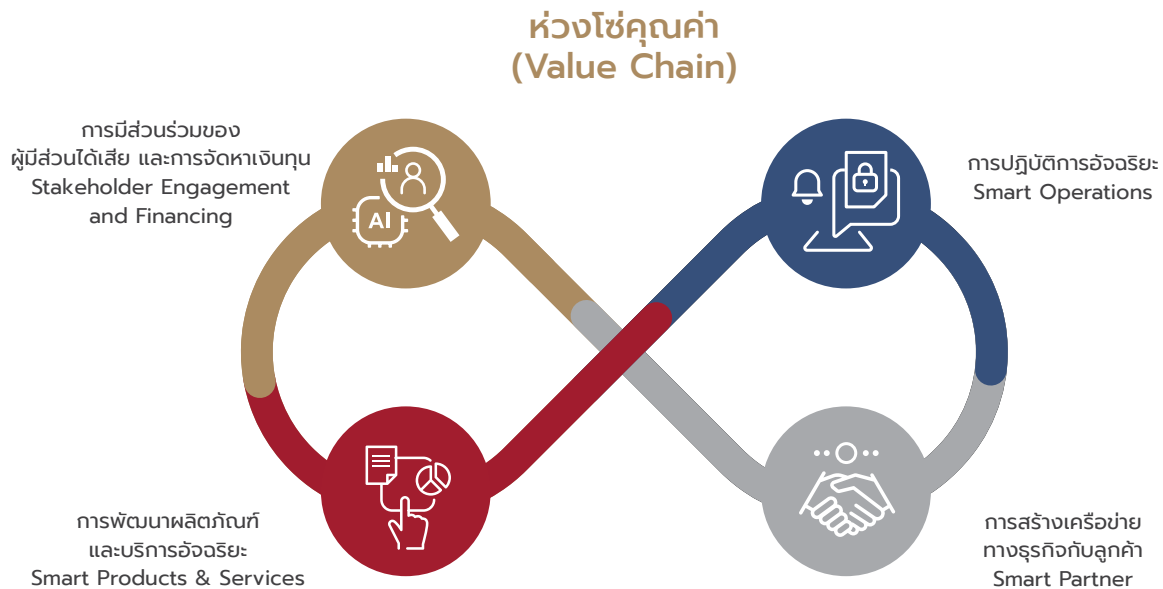 ห่วงโซ่คุณค่า
(Value Chain)
การมีส่วนร่วมของ
ผู้มีส่วนได้เสีย และการจัดหาเงินทุน
Stakeholder Engagement
and Financing
AI
การปฏิบัติการอัจฉริยะ
Smart Operations
การพัฒนาผลิตภัณฑ์
และบริการอัจฉริยะ
Smart Products & Services
การสร้างเครือข่าย
ทางธุรกิจกับลูกค้า
Smart Partner